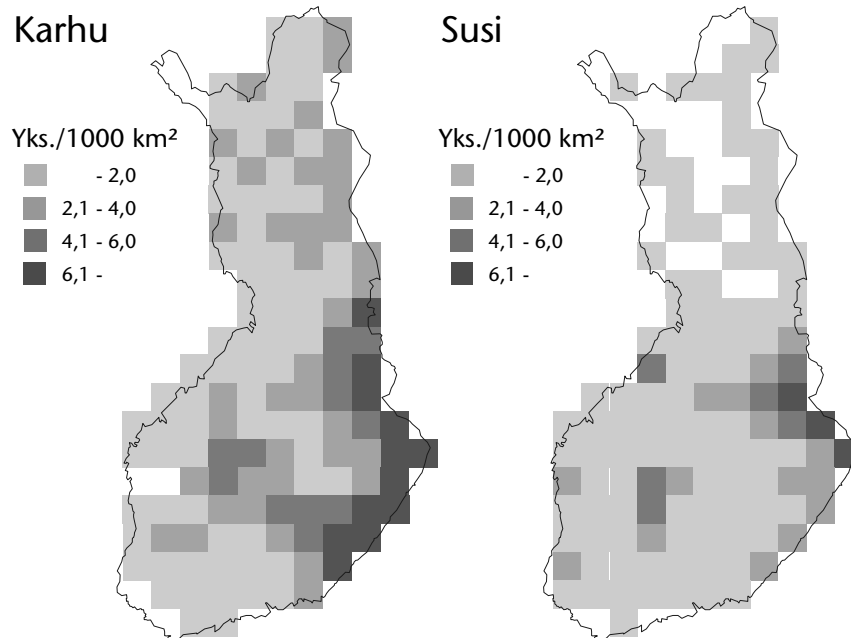 Karhu
Yks./1000 km²
- 2,0
2,1 - 4,0
4,1 - 6,0
6,1 -
Susi
Yks./1000 km²
- 2,0
2,1 - 4,0
4,1 - 6,0
6,1 -